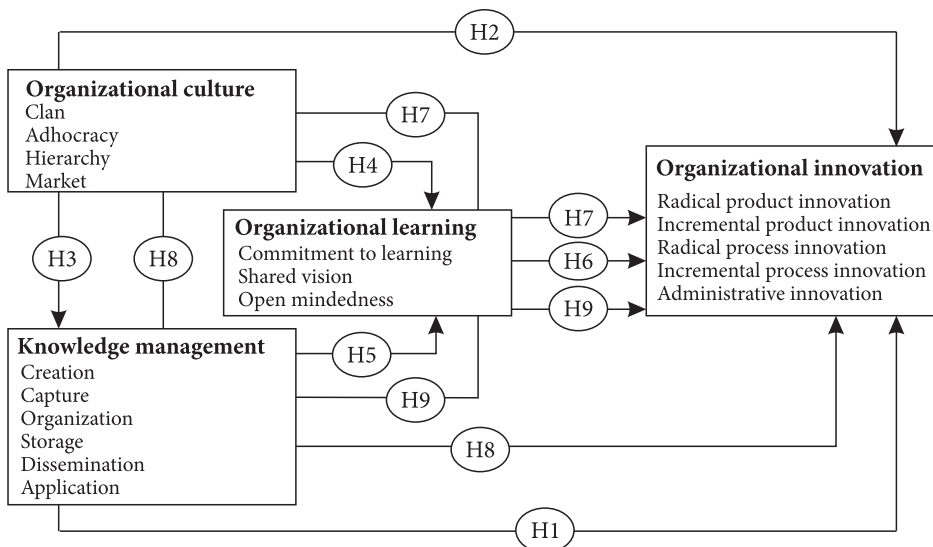 H2
Organizational culture
Clan
Adhocracy
Hierarchy
Market
H7
H4
Organizational innovation
Radical product innovation
Incremental product innovation
Radical process innovation
Incremental process innovation
Administrative innovation
Organizational learning
Commitment to learning
Shared vision
Open mindedness
H7
H6
H9
H3
H8
Knowledge management
Creation
Capture
Organization
Storage
Dissemination
Application
H5
H9
H8
H1